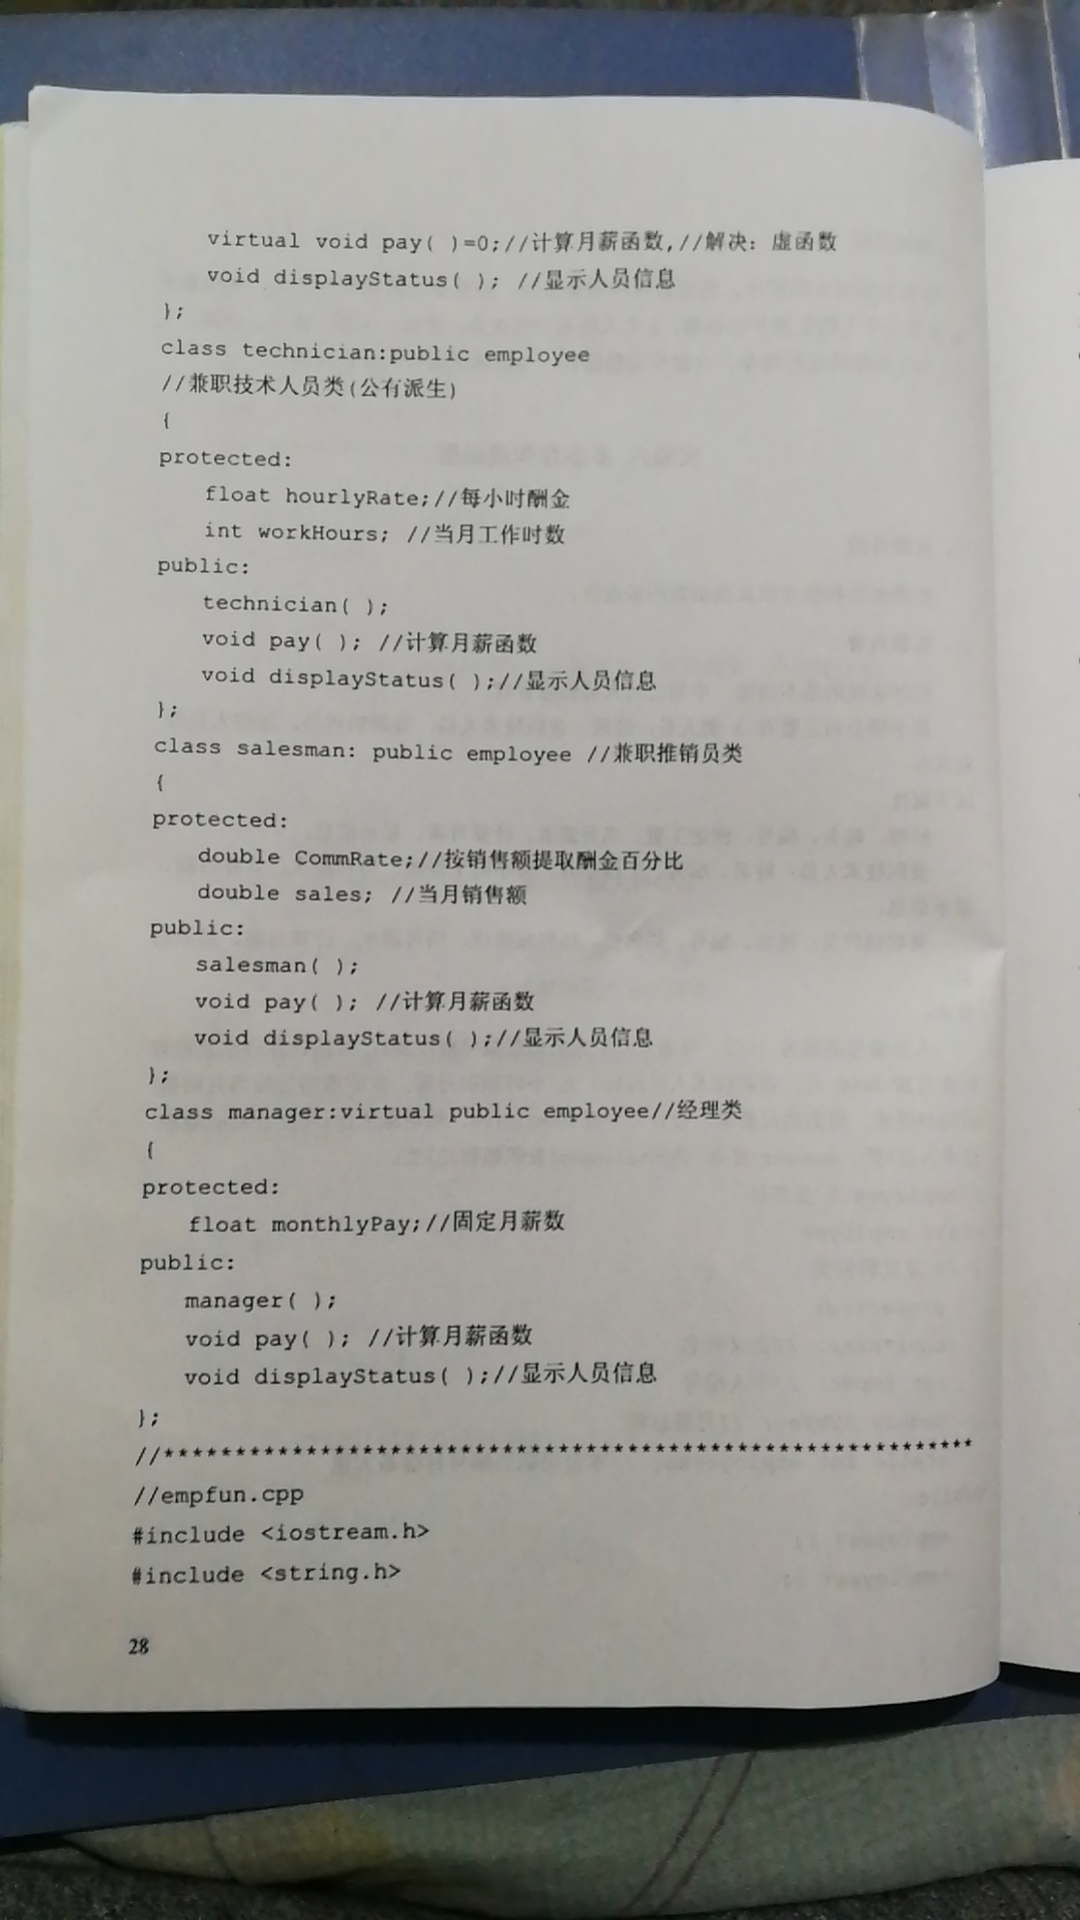 virtual void pay( )=0;//计算月薪函数,//解决：虚函数
void displayStatus( ); //显示人员信息
};
class technician:public employee
//兼职技术人员类(公有派生)
{
protected:
float hourlyRate;//每小时酬金
int workHours; //当月工作时数
public:
technician( );
void pay( ); //计算月薪函数
void displayStatus( );//显示人员信息
};
class salesman: public employee //兼职推销员类
{
protected:
double CommRate;//按销售额提取酬金百分比
double sales; //当月销售额
public:
salesman( );
void pay( ); //计算月薪函数
void displayStatus( );//显示人员信息
};
class manager:virtual public employee//经理类
{
protected:
float monthlyPay;//固定月薪数
public:
manager( );
void pay( ); //计算月薪函数
void displayStatus( );//显示人员信息
};
//*********************************************************
//empfun.cpp
#include <iostream.h>
#include <string.h>
28